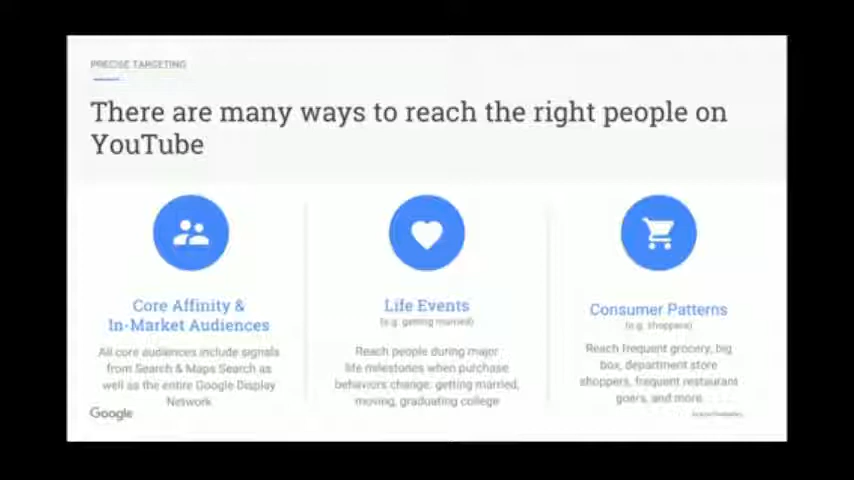 PRECISE TARGETING
There are many ways to reach the right people on
YouTube
Core Affinity &
In-Market Audiences
All core audiences include signals
from Search & Maps Search as
well as the entire Google Display
Network
Life Events
(e.g. getting married)
Reach people during major
life milestones when purchase
behaviors change: getting married,
moving, graduating college
Consumer Patterns
(e.g. shoppers)
Reach frequent grocery, big
box, department store
shoppers, frequent restaurant
goers, and more
Google